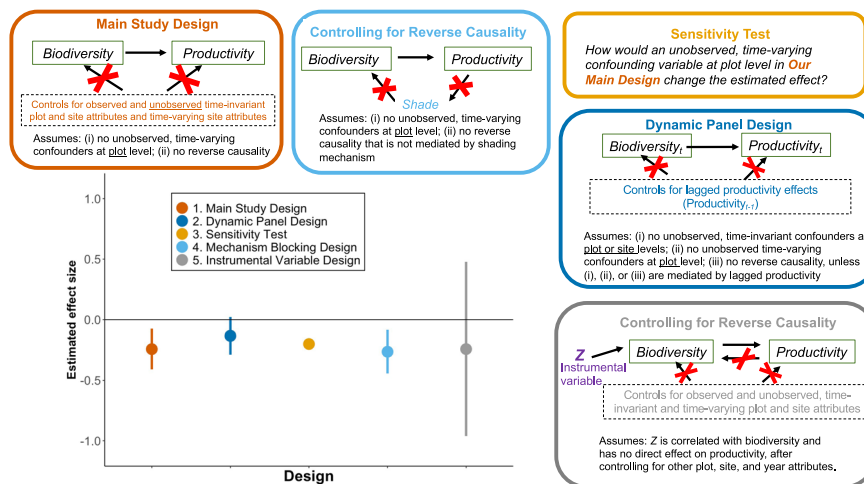 Main Study Design
Biodiversity
Productivity
Controls for observed and unobserved time-invariant
plot and site attributes and time-varying site attributes
Assumes: (i) no unobserved, time-varying
confounders at plot level; (ii) no reverse causality
Controlling for Reverse Causality
Biodiversity
Productivity
Shade
Assumes: (i) no unobserved, time-varying
confounders at plot level; (ii) no reverse
causality that is not mediated by shading
mechanism
Sensitivity Test
How would an unobserved, time-varying
confounding variable at plot level in Our
Main Design change the estimated effect?
Dynamic Panel Design
Biodiversityt
Productivityt
Controls for lagged productivity effects
(Productivityt-1)
Assumes: (i) no unobserved, time-invariant confounders a
plot or site levels; (ii) no unobserved time-varying
confounders at plot level; (iii) no reverse causality, unless
(i), (ii), or (iii) are mediated by lagged productivity
Controlling for Reverse Causality
Z
Instrumental
variable
Biodiversity
Productivity
Controls for observed and unobserved, time-
invariant and time-varying plot and site attributes
Assumes: Z is correlated with biodiversity and
has no direct effect on productivity, after
controlling for other plot, site, and year attributes.
Estimated effect size
1.0
0.5
0.0
-0.5
-1.0
1. Main Study Design
2. Dynamic Panel Design
3. Sensitivity Test
4. Mechanism Blocking Design
5. Instrumental Variable Design
Design